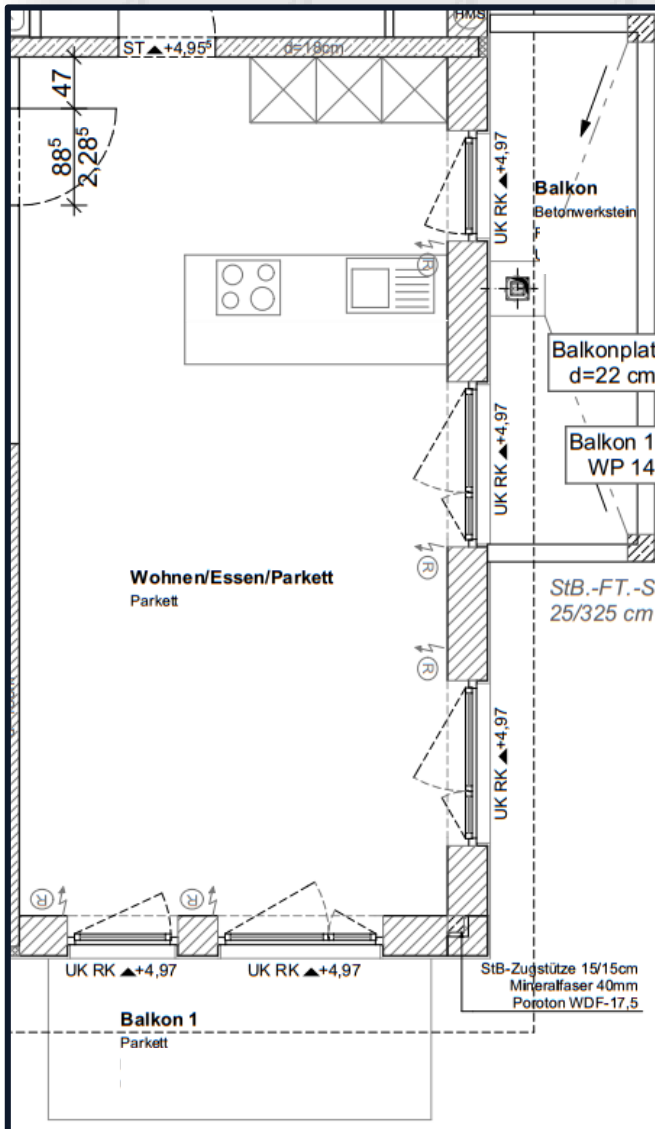 HMS
ST ▲+4,95⁵
d=18cm
47
88⁵
2,28⁵
UK RK ▲+4,97
Balkon
Betonwerkstein
R
Balkonplat
d=22 cm
Balkon 1
WP 14
UK RK ▲+4,97
R
Wohnen/Essen/Parkett
Parkett
StB.-FT.-S
25/325 cm
R
UK RK ▲+4,97
R
R
UK RK ▲+4,97
UK RK ▲+4,97
StB-Zugstütze 15/15cm
Mineralfaser 40mm
Poroton WDF-17,5
Balkon 1
Parkett